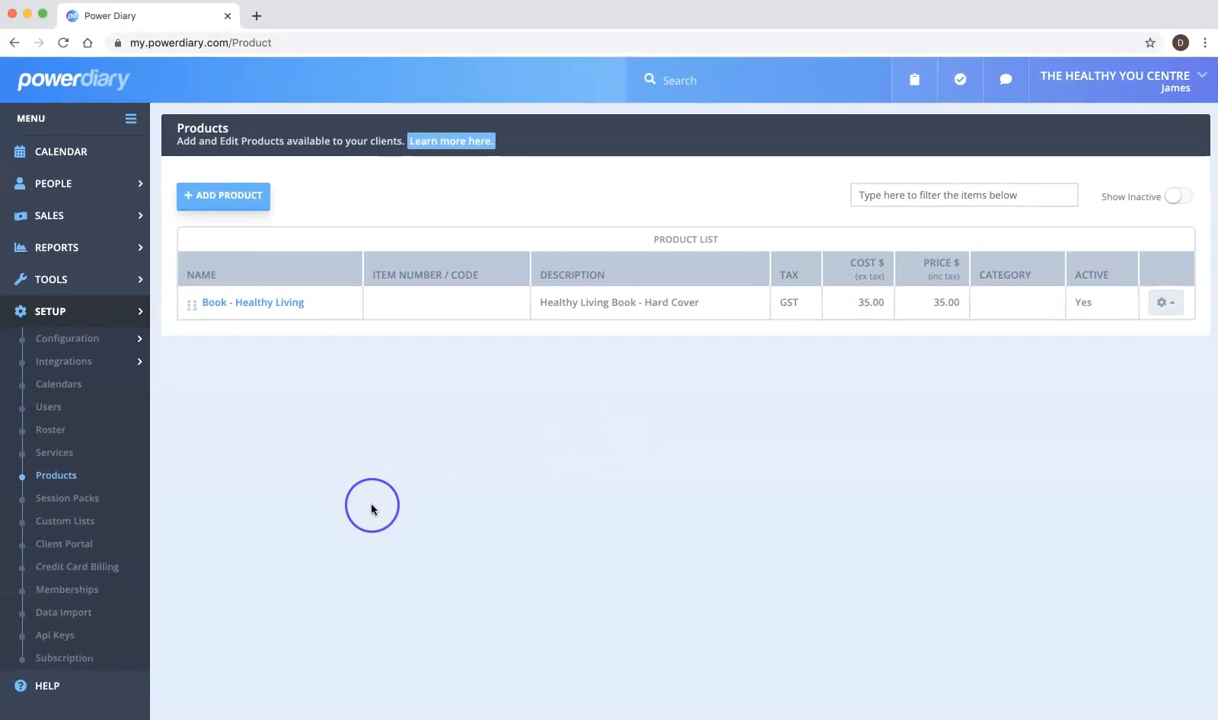 Power Diary
my.powerdiary.com/Product
D
powerdiary
Search
THE HEALTHY YOU CENTRE
James
MENU
CALENDAR
PEOPLE
SALES
REPORTS
TOOLS
SETUP
Configuration
Integrations
Calendars
Users
Roster
Services
Products
Session Packs
Custom Lists
Client Portal
Credit Card Billing
Memberships
Data Import
Api Keys
Subscription
HELP
Products
Add and Edit Products available to your clients. Learn more here.
+ ADD PRODUCT
Type here to filter the items below
Show Inactive
PRODUCT LIST
NAME ITEM NUMBER / CODE DESCRIPTION TAX COST $ (ex tax) PRICE $ (inc tax) CATEGORY ACTIVE
Book - Healthy Living Healthy Living Book - Hard Cover GST 35.00 35.00 Yes